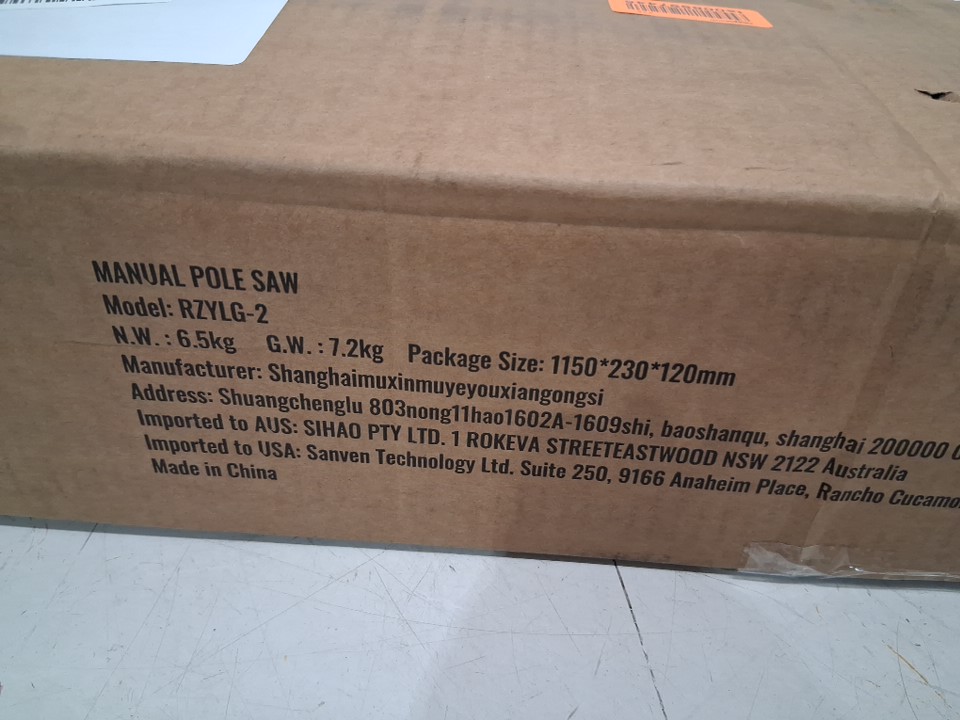 MANUAL POLE SAW
Model: RZYLG-2
N.W. : 6.5kg G.W. : 7.2kg Package Size: 1150*230*120mm
Manufacturer: Shanghaimuxinmuyeyouxiangongsi
Address: Shuangchenglu 803nong11hao1602A-1609shi, baoshanqu, shanghai 200000
Imported to AUS: SIHAO PTY LTD. 1 ROKEVA STREETEASTWOOD NSW 2122 Australia
Imported to USA: Sanven Technology Ltd. Suite 250, 9166 Anaheim Place, Rancho
Made in China